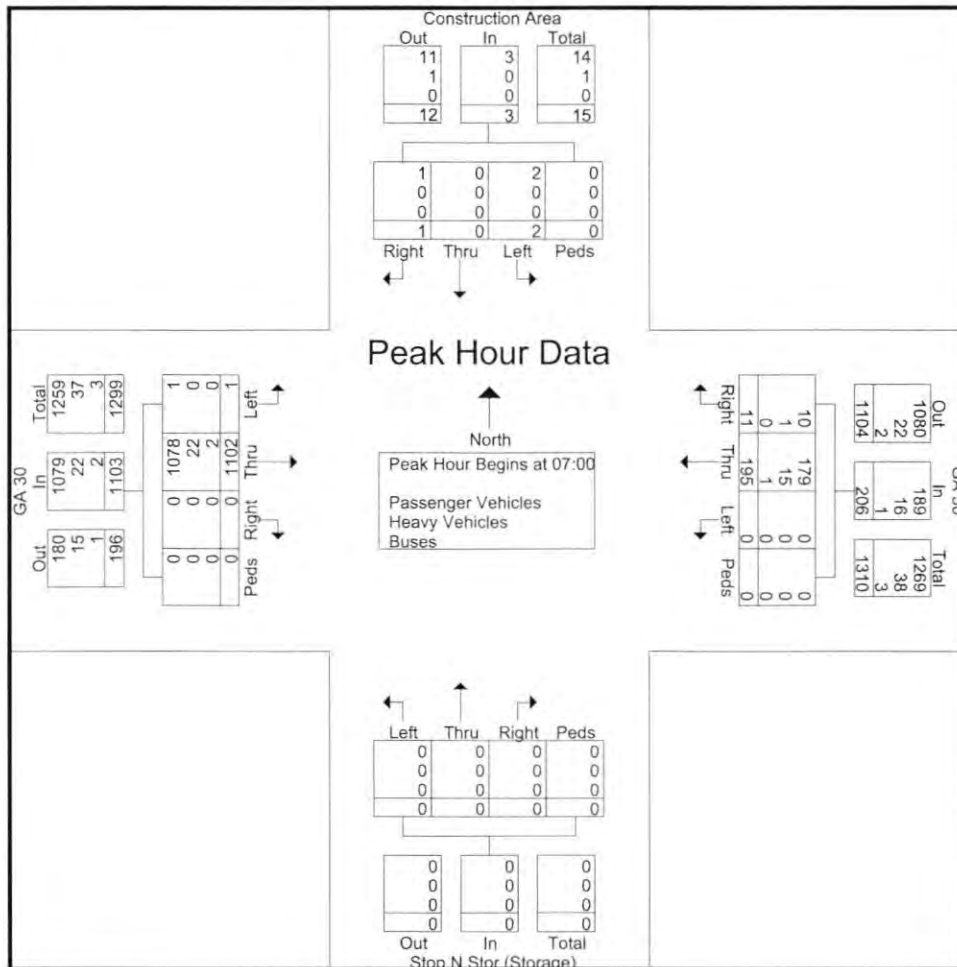 Construction Area
Out In Total
11 3 14
1 0 1
0 0 0
12 3 15
1 0 2 0
0 0 0 0
0 0 0 0
1 0 2 0
Right Thru Left Peds
Peak Hour Data
North
Peak Hour Begins at 07:00
Passenger Vehicles
Heavy Vehicles
Buses
GA 30
Total In Out
1259 1079 180
37 22 15
3 2 1
1299 1103 196
1 1078 0 0
0 22 0 0
0 2 0 0
1 1102 0 0
Left Thru Right Peds
Right Thru Left Peds
11 195 0 0
0 1 0 0
1 15 0 0
10 179 0 0
Out In Total
1080 189 1269
22 16 38
2 1 3
1104 206 1310
Left Thru Right Peds
0 0 0 0
0 0 0 0
0 0 0 0
0 0 0 0
0 0 0
0 0 0
0 0 0
0 0 0
Out In Total
Stop N Stor (Storage)